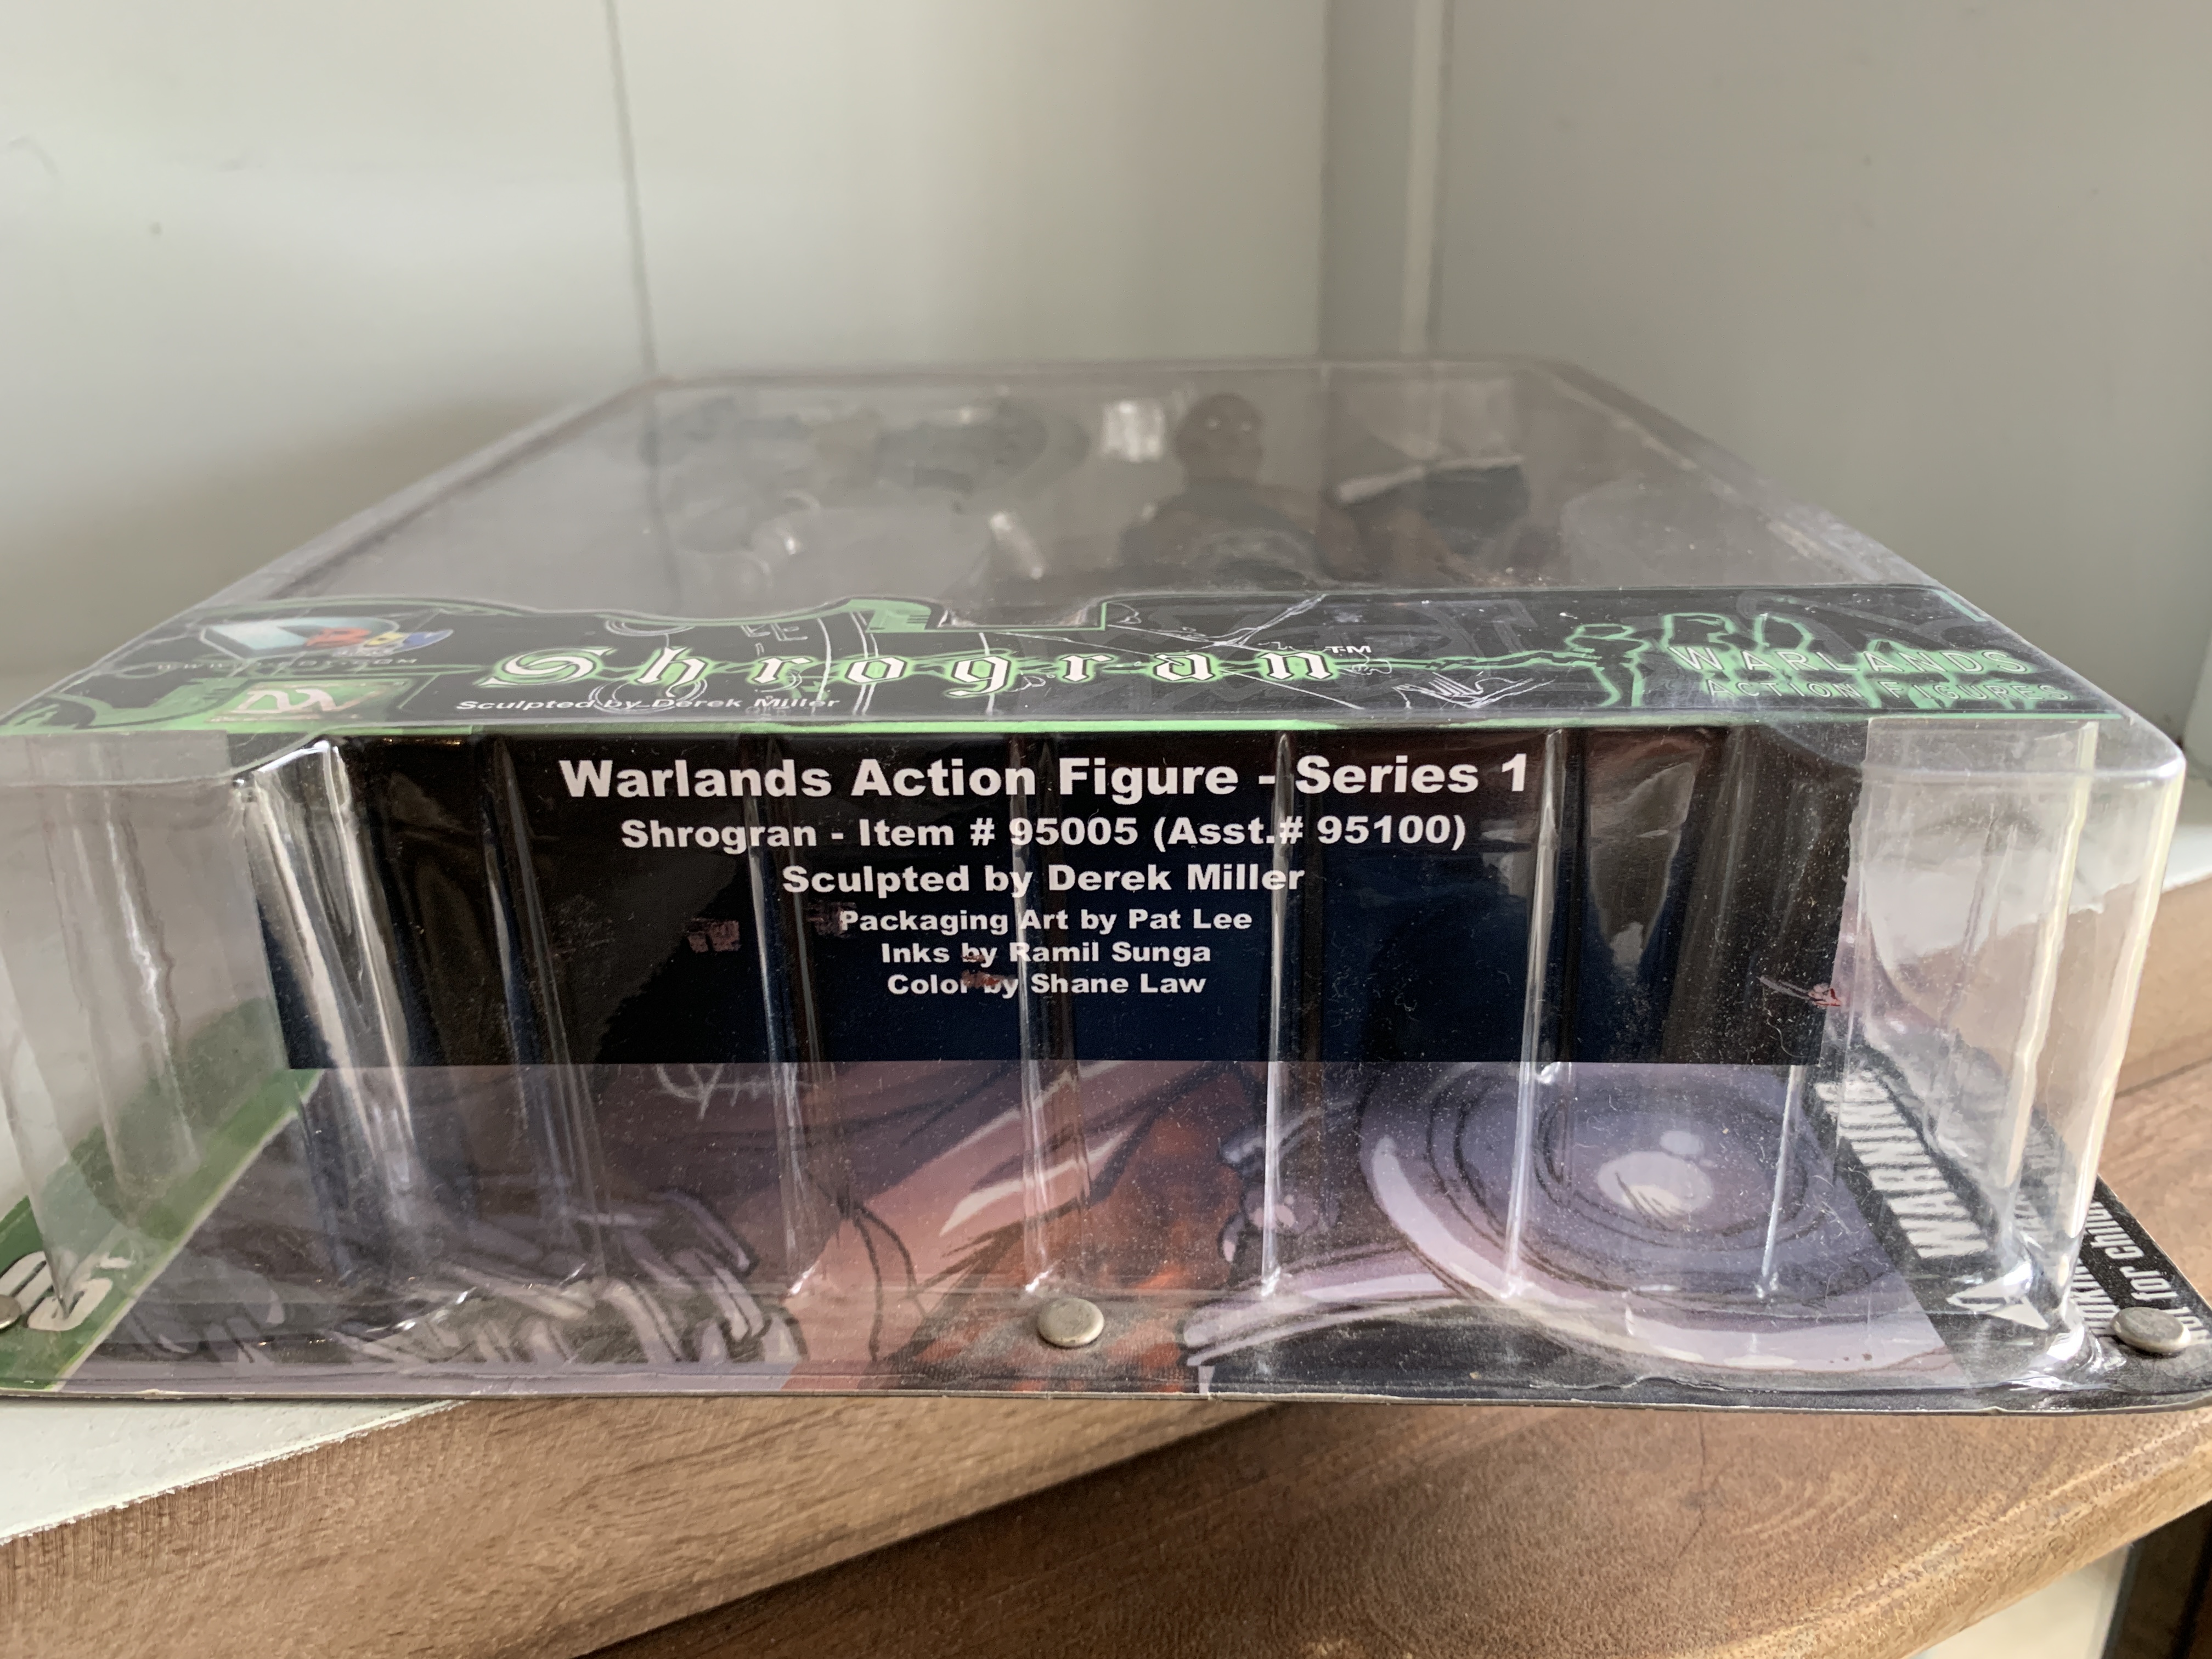 Shrogran™
Sculpted by Derek Miller
WARLANDS
ACTION FIGURES
Warlands Action Figure - Series 1
Shrogran - Item # 95005 (Asst.# 95100)
Sculpted by Derek Miller
Packaging Art by Pat Lee
Inks by Ramil Sunga
Color by Shane Law
WARNING